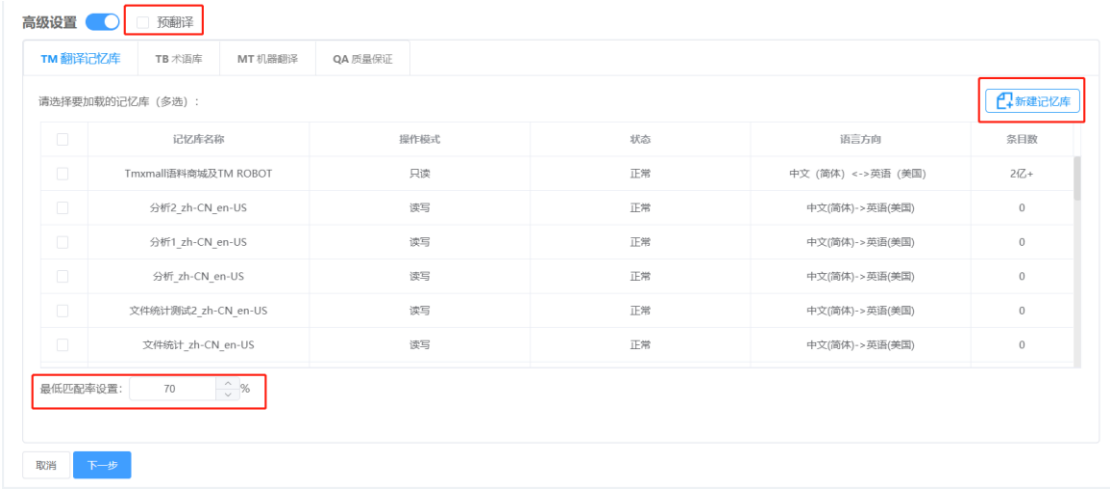 高级设置 预翻译
TM 翻译记忆库 TB 术语库 MT 机器翻译 QA 质量保证
请选择要加载的记忆库（多选）： 新建记忆库
记忆库名称 操作模式 状态 语言方向 条目数
Tmxmall语料商城及TM ROBOT 只读 正常 中文（简体）<->英语（美国） 2亿+
分析2_zh-CN_en-US 读写 正常 中文(简体)->英语(美国) 0
分析1_zh-CN_en-US 读写 正常 中文(简体)->英语(美国) 0
分析_zh-CN_en-US 读写 正常 中文(简体)->英语(美国) 0
文件统计测试2_zh-CN_en-US 读写 正常 中文(简体)->英语(美国) 0
文件统计_zh-CN_en-US 读写 正常 中文(简体)->英语(美国) 0
最低匹配率设置： 70 %
取消 下一步